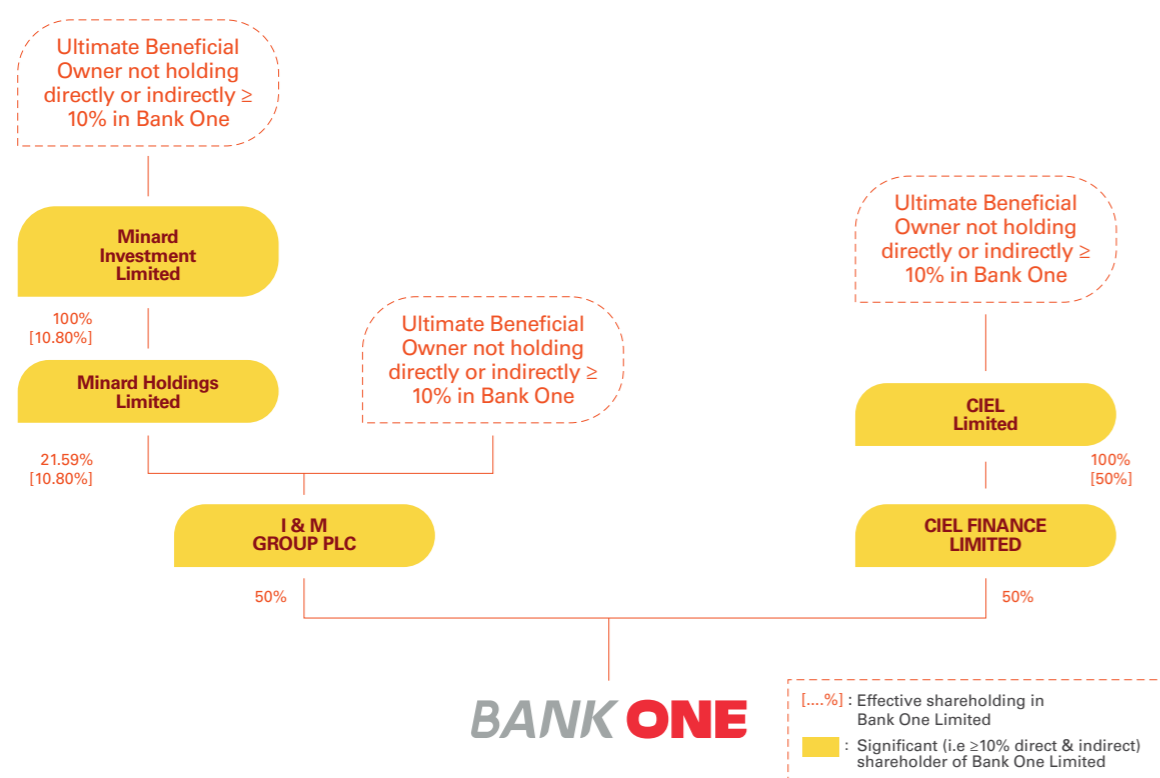 Ultimate Beneficial
Owner not holding
directly or indirectly ≥
10% in Bank One
Minard
Investment
Limited
100%
[10.80%]
Minard Holdings
Limited
21.59%
[10.80%]
Ultimate Beneficial
Owner not holding
directly or indirectly ≥
10% in Bank One
I & M
GROUP PLC
50%
Ultimate Beneficial
Owner not holding
directly or indirectly ≥
10% in Bank One
CIEL
Limited
100%
[50%]
CIEL FINANCE
LIMITED
50%
BANK ONE
[....%] : Effective shareholding in
Bank One Limited
: Significant (i.e ≥10% direct & indirect)
shareholder of Bank One Limited